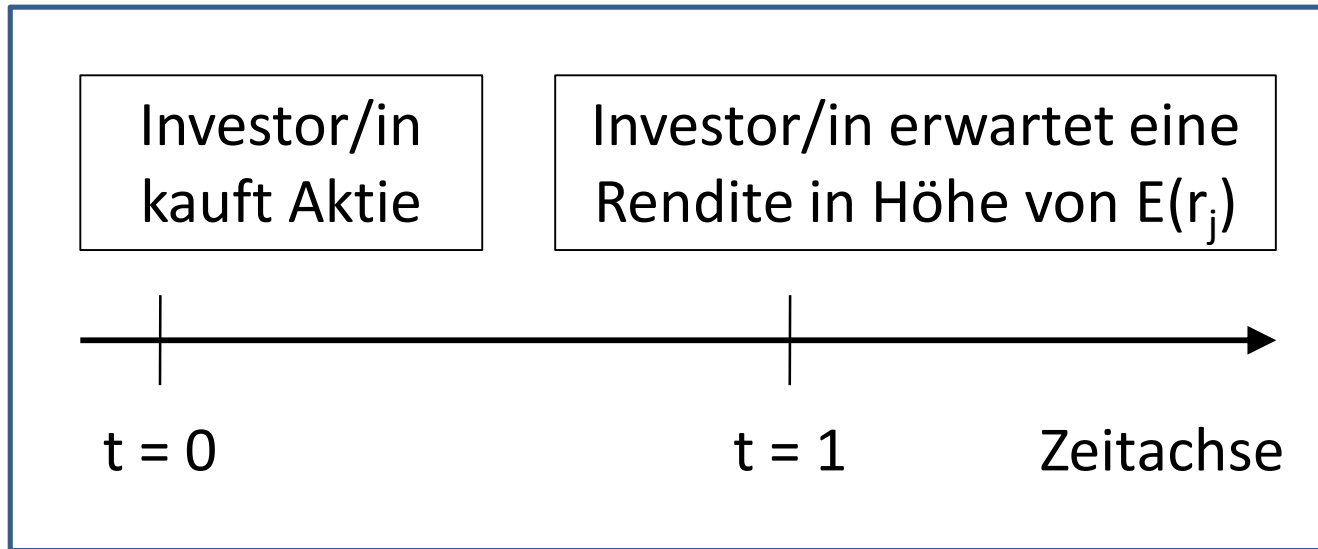 Investor/in
kauft Aktie
Investor/in erwartet eine
Rendite in Höhe von E(rj)
t = 0
t = 1
Zeitachse